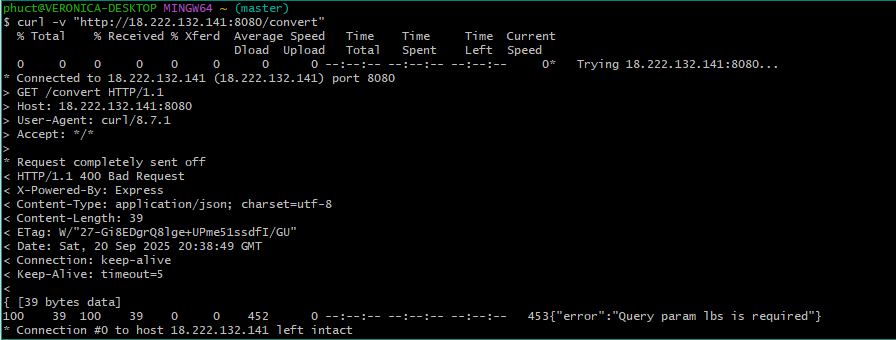 phuct@VERONICA-DESKTOP MINGW64 ~ (master)
$ curl -v "http://18.222.132.141:8080/convert"
  % Total    % Received % Xferd  Average Speed   Time    Time     Time  Current
                                 Dload  Upload   Total   Spent    Left  Speed
  0     0    0     0    0     0      0      0 --:--:-- --:--:-- --:--:--     0*   Trying 18.222.132.141:8080...
* Connected to 18.222.132.141 (18.222.132.141) port 8080
> GET /convert HTTP/1.1
> Host: 18.222.132.141:8080
> User-Agent: curl/8.7.1
> Accept: */*
>
* Request completely sent off
< HTTP/1.1 400 Bad Request
< X-Powered-By: Express
< Content-Type: application/json; charset=utf-8
< Content-Length: 39
< ETag: W/"27-Gi8EDgrQ8lge+UPme51ssdfI/GU"
< Date: Sat, 20 Sep 2025 20:38:49 GMT
< Connection: keep-alive
< Keep-Alive: timeout=5
<
{ [39 bytes data]
100    39  100    39    0     0    452      0 --:--:-- --:--:-- --:--:--   453{"error":"Query param lbs is required"}
* Connection #0 to host 18.222.132.141 left intact